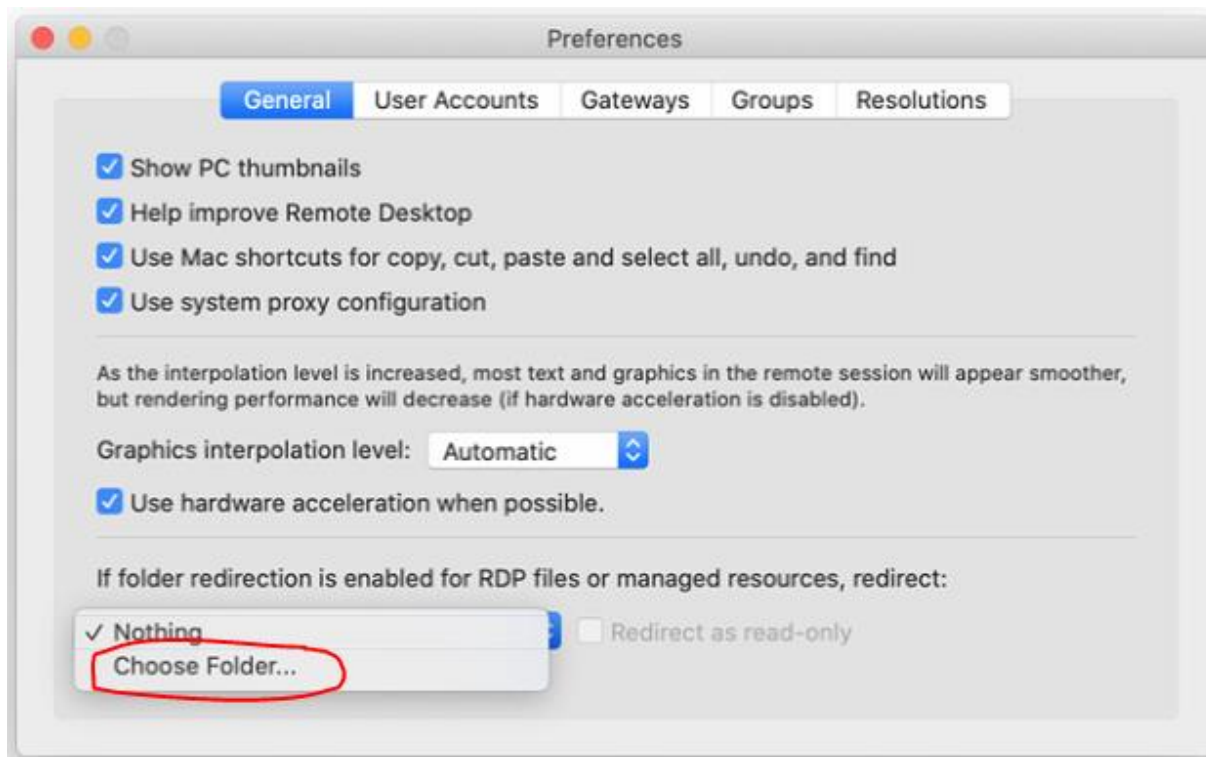 Preferences
General User Accounts Gateways Groups Resolutions
Show PC thumbnails
Help improve Remote Desktop
Use Mac shortcuts for copy, cut, paste and select all, undo, and find
Use system proxy configuration
As the interpolation level is increased, most text and graphics in the remote session will appear smoother,
but rendering performance will decrease (if hardware acceleration is disabled).
Graphics interpolation level: Automatic
Use hardware acceleration when possible.
If folder redirection is enabled for RDP files or managed resources, redirect:
✓ Nothing Redirect as read-only
Choose Folder...